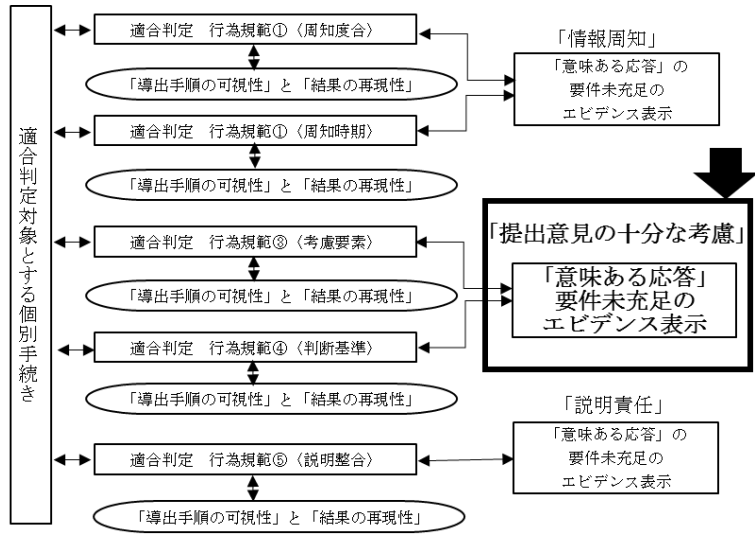 適合判定対象とする個別手続き
適合判定　行為規範①〈周知度合〉
「導出手順の可視性」と「結果の再現性」
適合判定　行為規範①〈周知時期〉
「導出手順の可視性」と「結果の再現性」
適合判定　行為規範③〈考慮要素〉
「導出手順の可視性」と「結果の再現性」
適合判定　行為規範④〈判断基準〉
「導出手順の可視性」と「結果の再現性」
適合判定　行為規範⑤〈説明整合〉
「導出手順の可視性」と「結果の再現性」
「情報周知」
「意味ある応答」の
要件未充足の
エビデンス表示
「提出意見の十分な考慮」
「意味ある応答」
要件未充足の
エビデンス表示
「説明責任」
「意味ある応答」の
要件未充足の
エビデンス表示